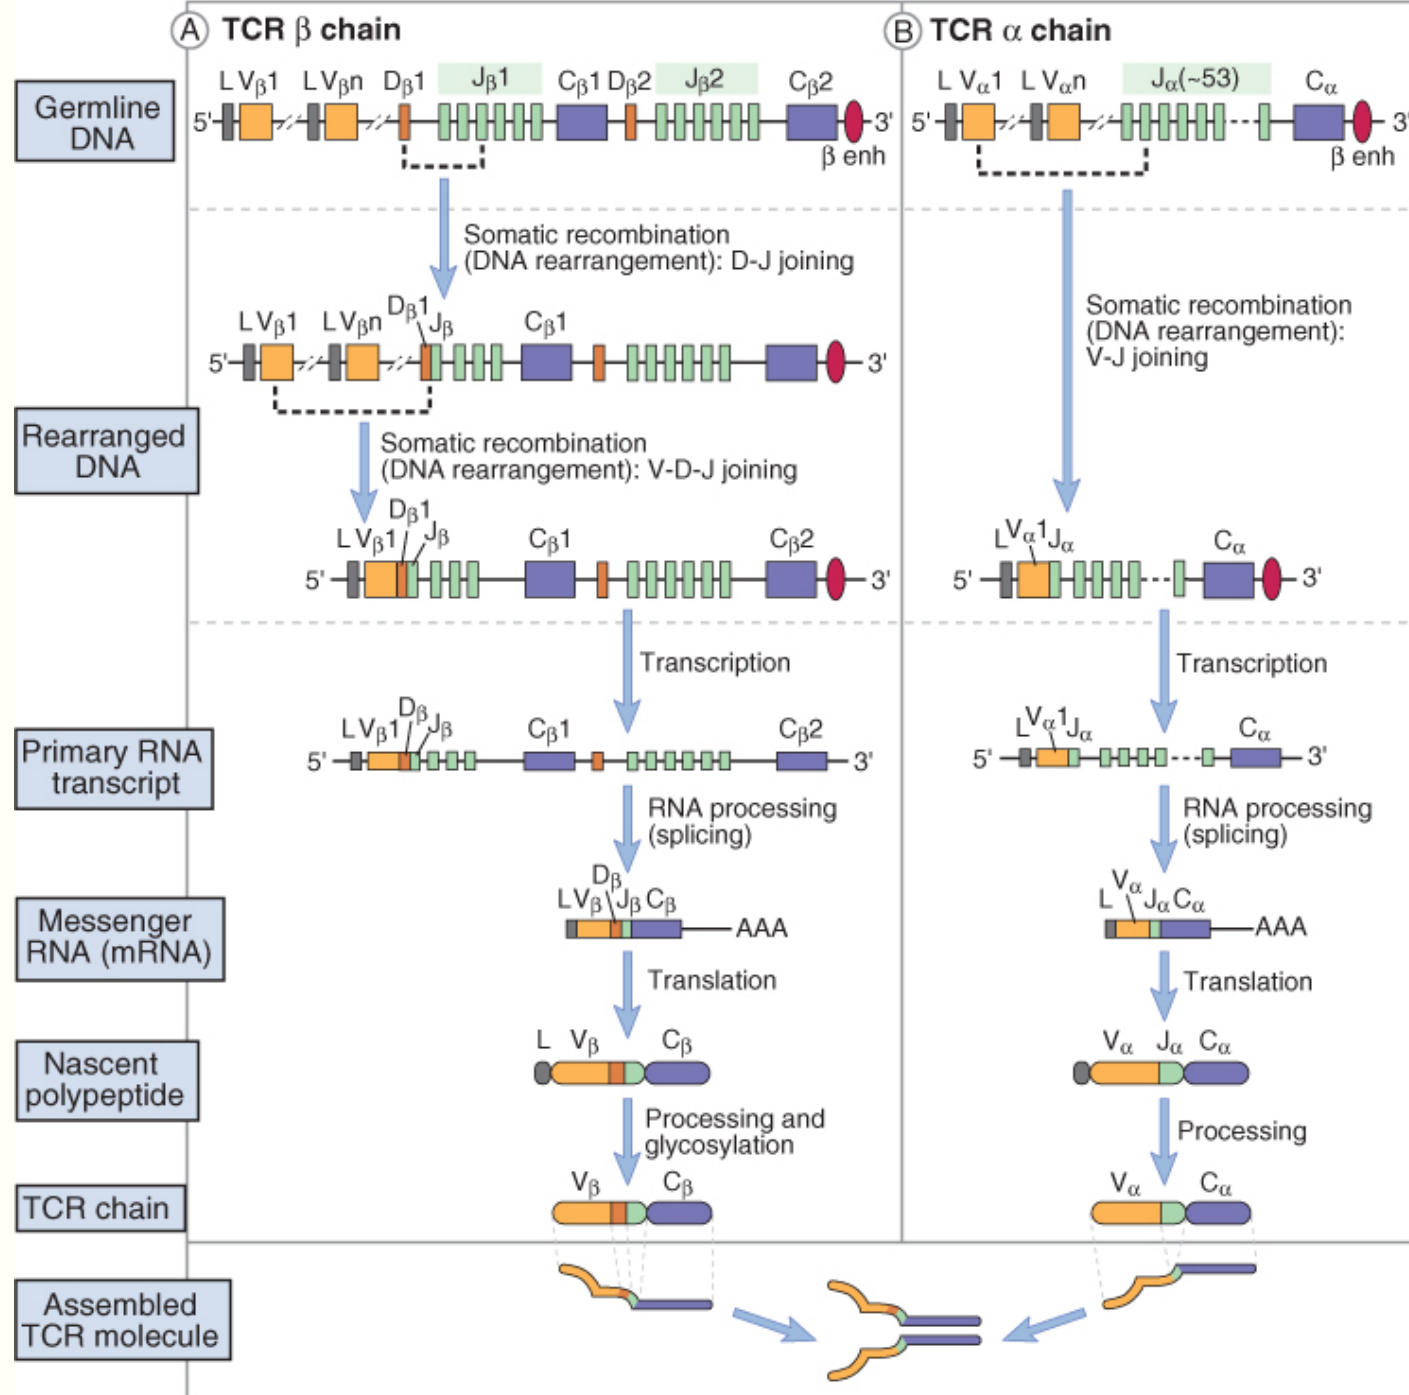 A TCR β chain
B TCR α chain
Germline
DNA
L Vβ1 L Vβn Dβ1 Jβ1 Cβ1 Dβ2 Jβ2 Cβ2
5' 3'
β enh
L Vα1 L Vαn Jα(~53) Cα
5' 3'
β enh
Somatic recombination
(DNA rearrangement): D-J joining
Somatic recombination
(DNA rearrangement):
V-J joining
Rearranged
DNA
L Vβ1 L Vβn Dβ1 Jβ Cβ1
5' 3'
Somatic recombination
(DNA rearrangement): V-D-J joining
L Vβ1 Dβ1 Jβ Cβ1 Cβ2
5' 3'
L Vα1 Jα Cα
5' 3'
Transcription
Transcription
Primary RNA
transcript
L Vβ1 Dβ Jβ Cβ1 Cβ2
5' 3'
L Vα1 Jα Cα
5' 3'
RNA processing
(splicing)
RNA processing
(splicing)
Messenger
RNA (mRNA)
L Vβ Dβ Jβ Cβ
AAA
L Vα Jα Cα
AAA
Translation
Translation
Nascent
polypeptide
L Vβ Cβ
Vα Jα Cα
Processing and
glycosylation
Processing
TCR chain
Vβ Cβ
Vα Cα
Assembled
TCR molecule